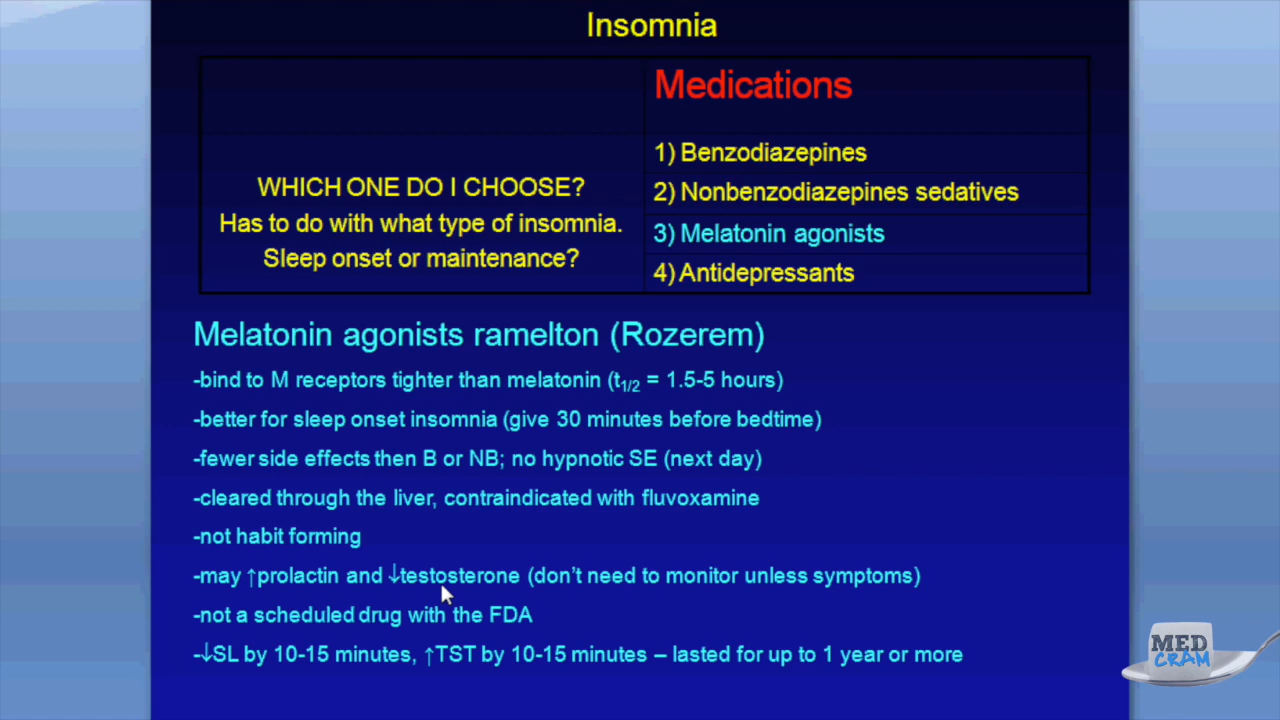 Insomnia
Medications
WHICH ONE DO I CHOOSE?
Has to do with what type of insomnia.
Sleep onset or maintenance?
1) Benzodiazepines
2) Nonbenzodiazepines sedatives
3) Melatonin agonists
4) Antidepressants
Melatonin agonists ramelton (Rozerem)
-bind to M receptors tighter than melatonin (t1/2 = 1.5-5 hours)
-better for sleep onset insomnia (give 30 minutes before bedtime)
-fewer side effects then B or NB; no hypnotic SE (next day)
-cleared through the liver, contraindicated with fluvoxamine
-not habit forming
-may ↑prolactin and ↓testosterone (don’t need to monitor unless symptoms)
-not a scheduled drug with the FDA
-↓SL by 10-15 minutes, ↑TST by 10-15 minutes – lasted for up to 1 year or more
MED
CRAM